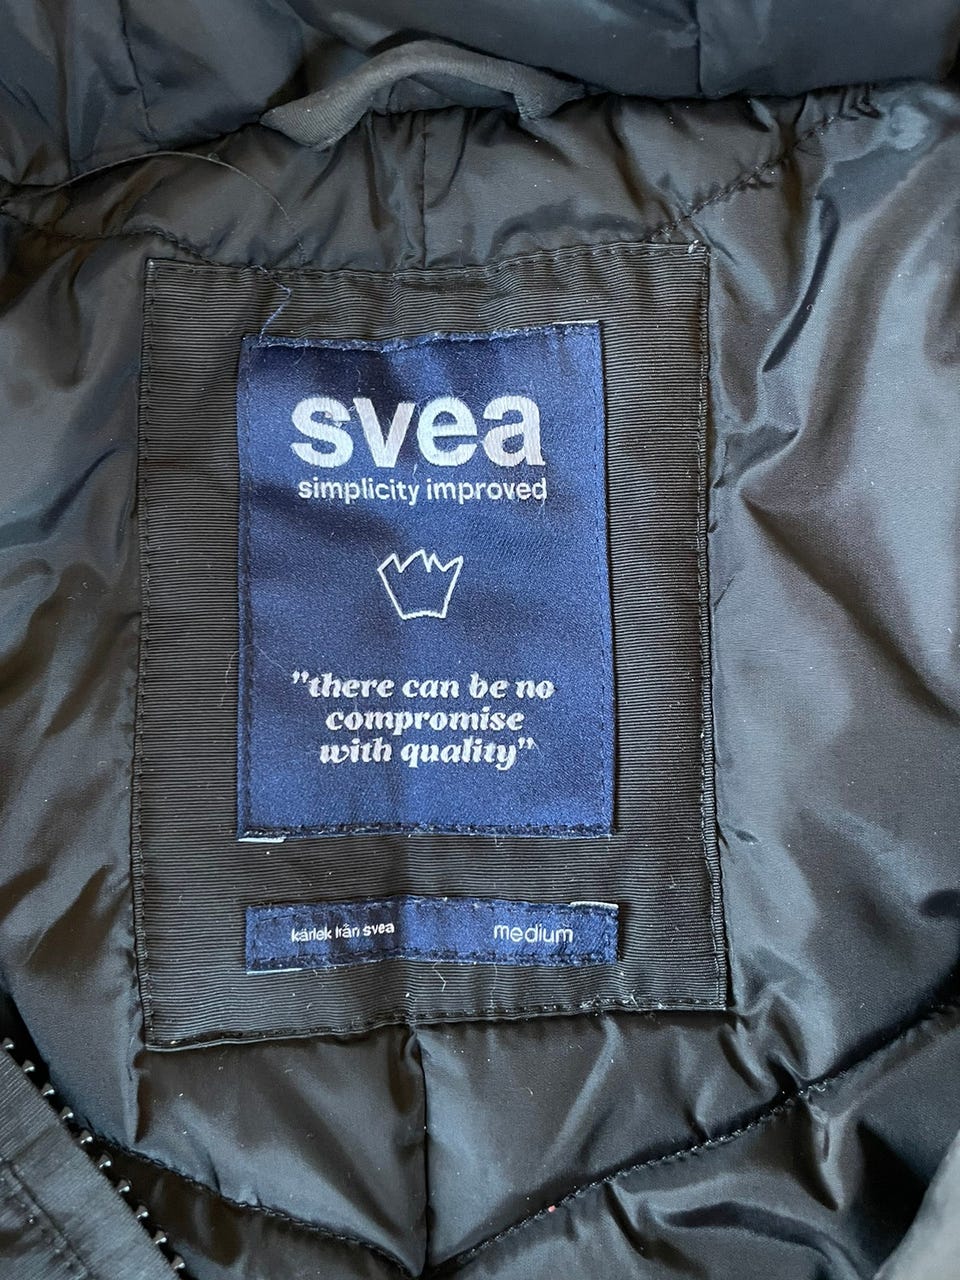 svea
simplicity improved
"there can be no
compromise
with quality"
kärlek från svea
medium